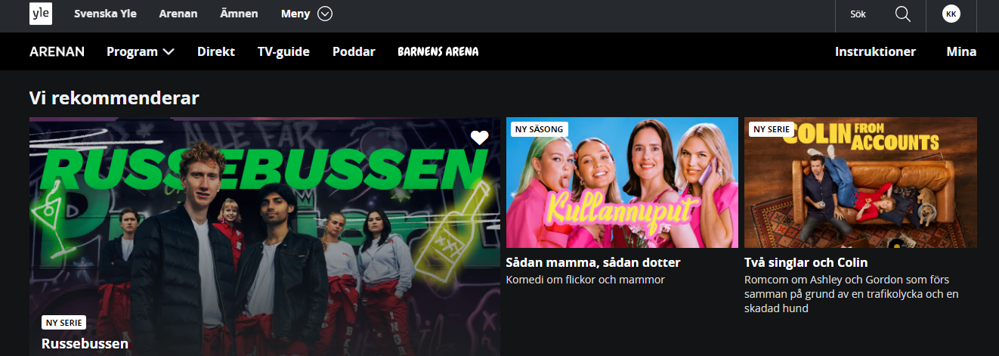 yle
Svenska Yle Arenan Ämnen Meny Sök KK
ARENAN Program Direkt TV-guide Poddar BARNENS ARENA Instruktioner Mina
Vi rekommenderar
RUSSEBUSSEN
NY SERIE
Russebussen
NY SÄSONG
Kullannuput
Sådan mamma, sådan dotter
Komedi om flickor och mammor
NY SERIE
COLIN FROM
ACCOUNTS
Två singlar och Colin
Romcom om Ashley och Gordon som förs
samman på grund av en trafikolycka och en
skadad hund